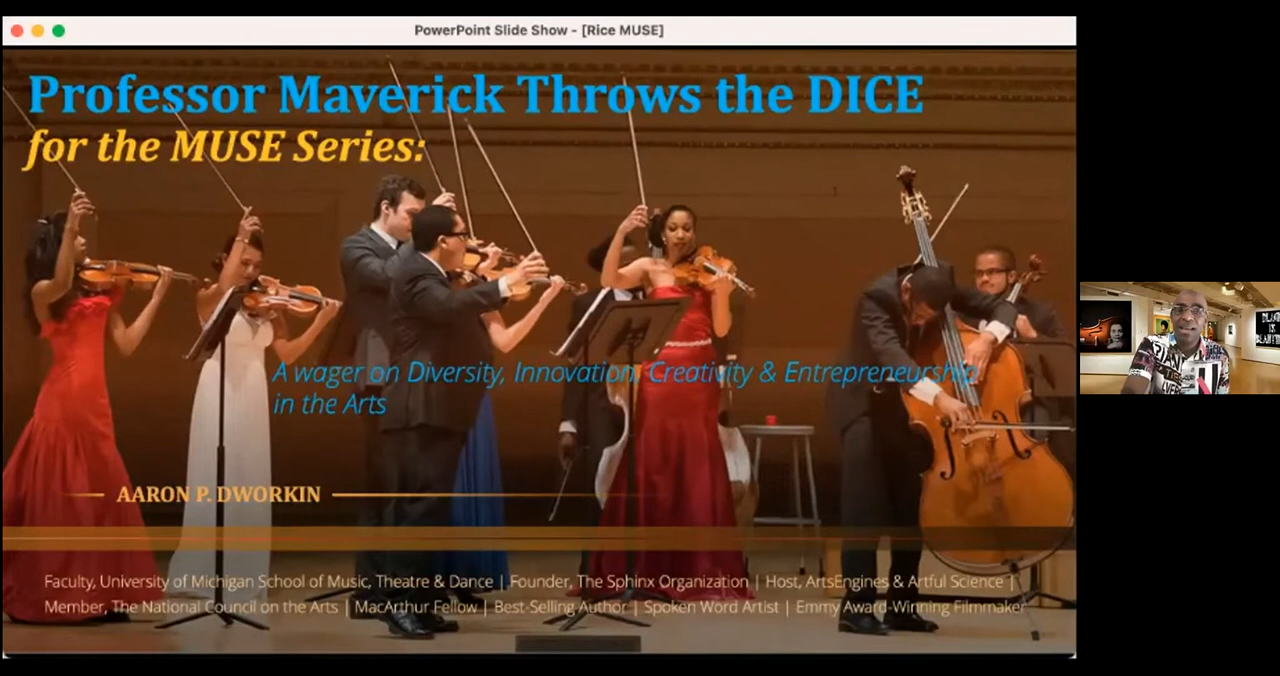 PowerPoint Slide Show - [Rice MUSE]
Professor Maverick Throws the DICE
for the MUSE Series:
A wager on Diversity, Innovation, Creativity & Entrepreneurship
in the Arts
AARON P. DWORKIN
Faculty, University of Michigan School of Music, Theatre & Dance | Founder, The Sphinx Organization | Host, ArtsEngines & Artful Science |
Member, The National Council on the Arts | MacArthur Fellow | Best-Selling Author | Spoken Word Artist | Emmy Award-Winning Filmmaker
BLACK
IS